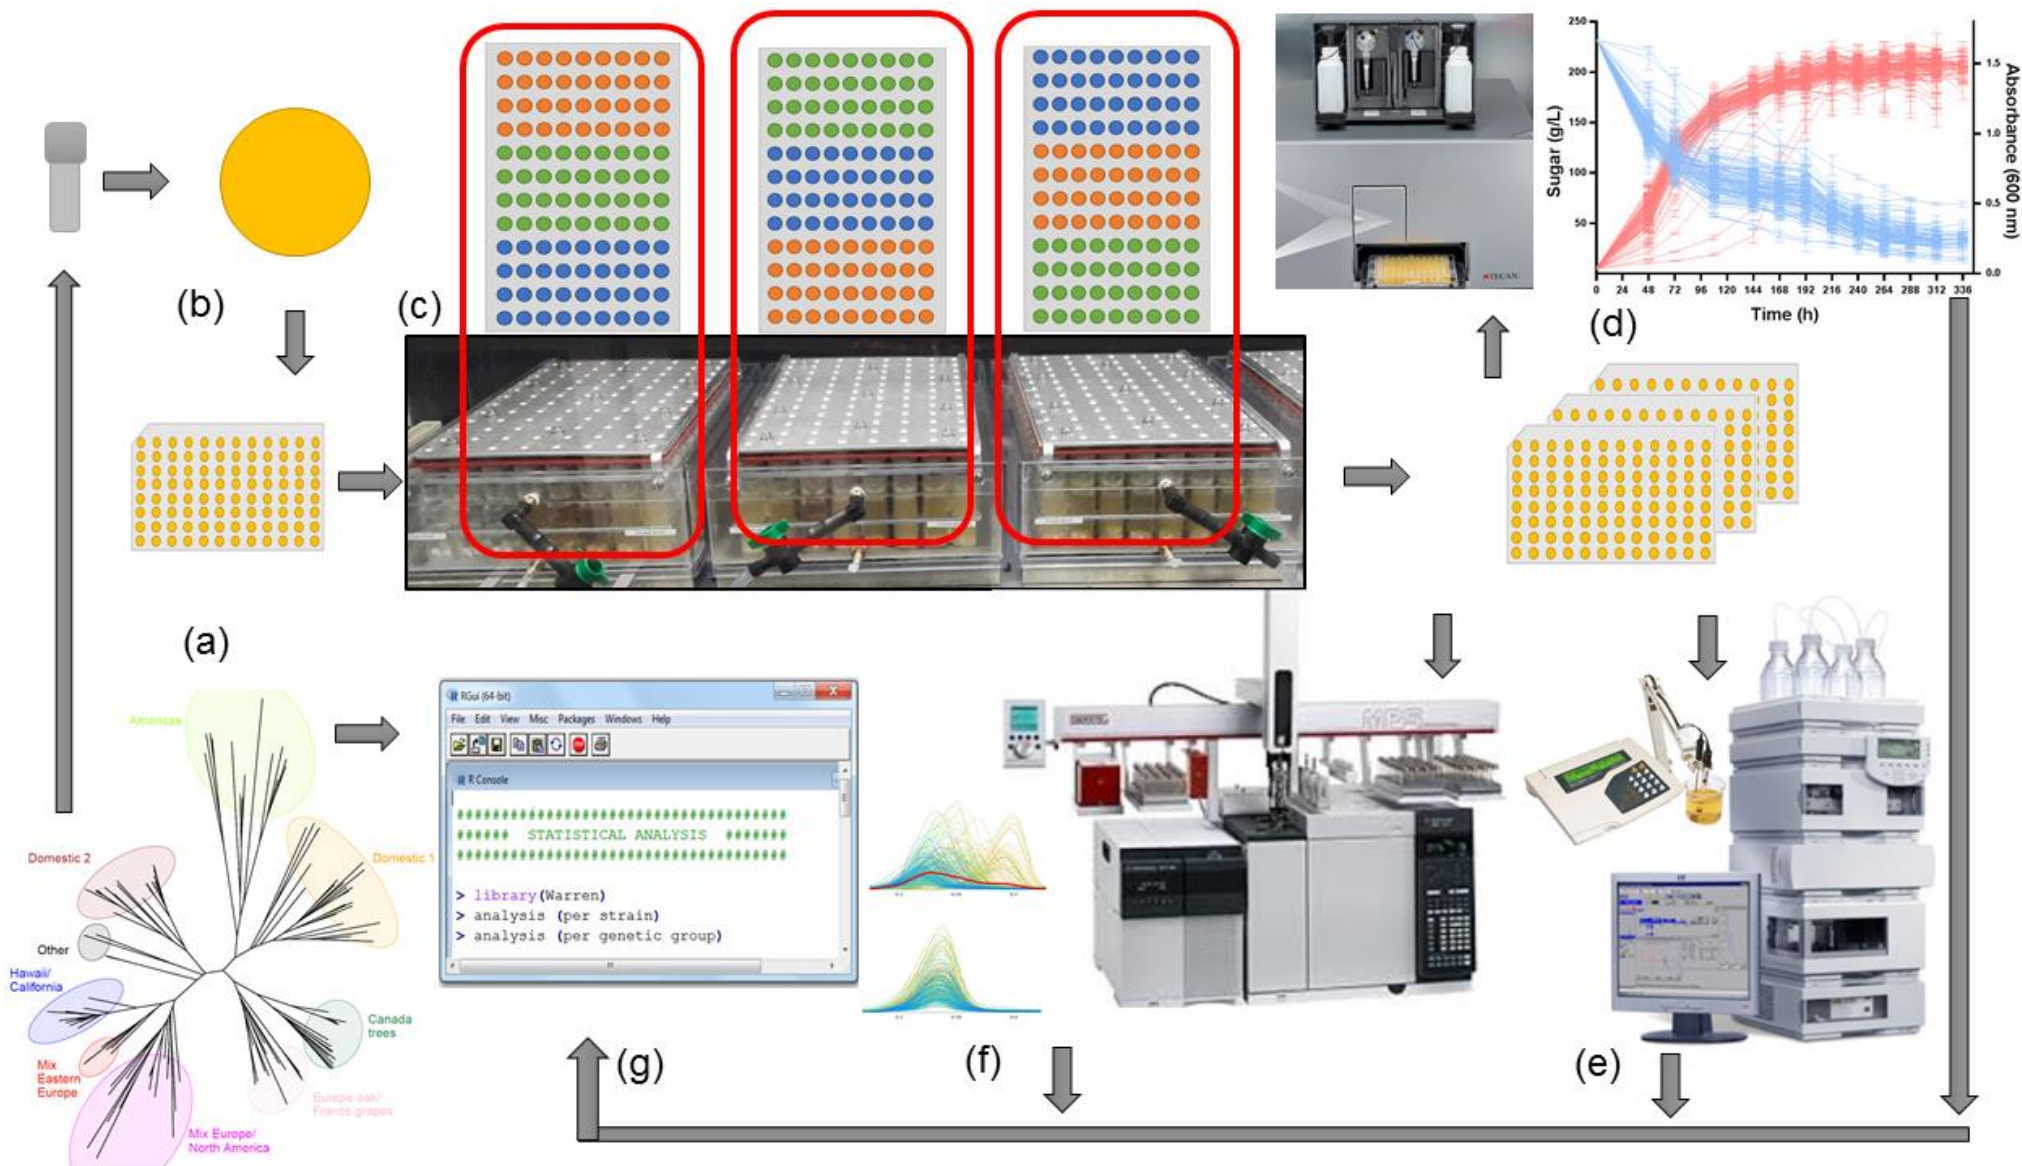 (b)
(c)
TECAN
250
200
150
100
50
Sugar (g/L)
1.5
1.0
0.5
0.0
Absorbance (600 nm)
0 24 48 72 96 120 144 168 192 216 240 264 288 312 336
Time (h)
(d)
(a)
Americas
Domestic 2
Domestic 1
Other
Hawaii/
California
Canada
trees
Mix
Eastern
Europe
Europe oak/
France grapes
Mix Europe/
North America
RGui (64-bit)
File Edit View Misc Packages Windows Help
STOP
R Console
####################################
###### STATISTICAL ANALYSIS #######
####################################
> library(Warren)
> analysis (per strain)
> analysis (per genetic group)
MPS
(g)
(f)
(e)